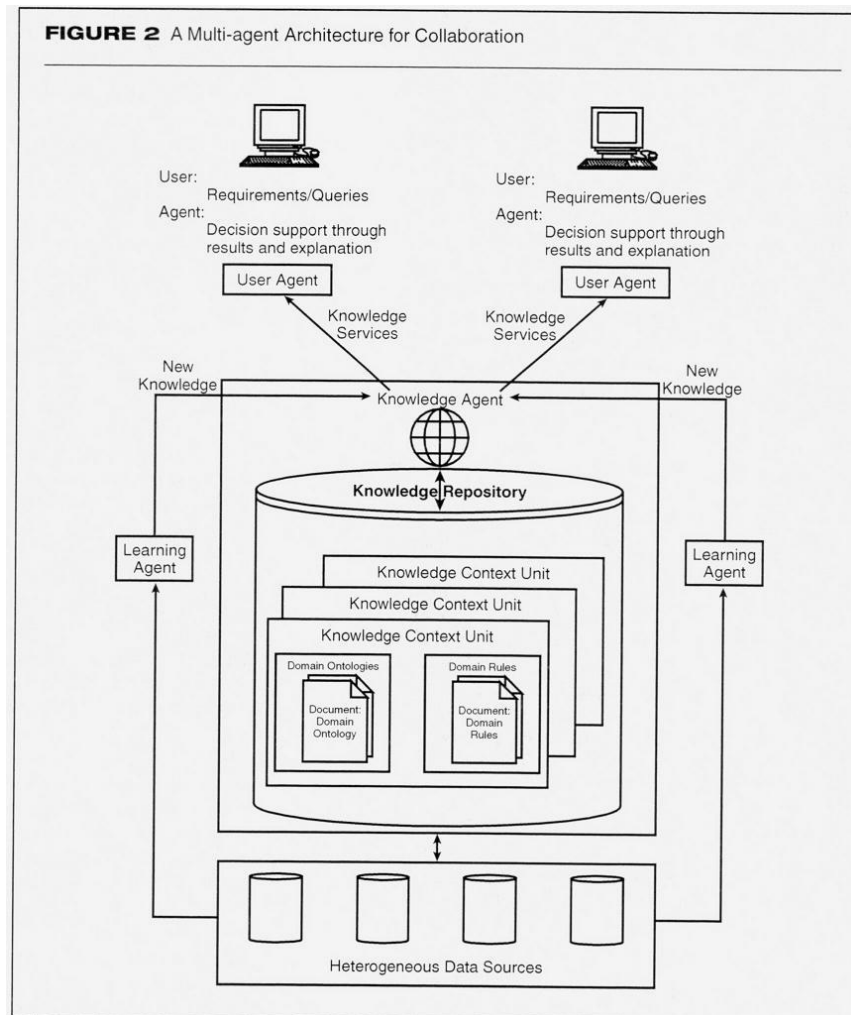 FIGURE 2 A Multi-agent Architecture for Collaboration
User:
Requirements/Queries
Agent:
Decision support through
results and explanation
User Agent
User:
Requirements/Queries
Agent:
Decision support through
results and explanation
User Agent
Knowledge
Services
Knowledge
Services
New
Knowledge
New
Knowledge
Knowledge Agent
Knowledge Repository
Learning
Agent
Learning
Agent
Knowledge Context Unit
Knowledge Context Unit
Knowledge Context Unit
Domain Ontologies
Document:
Domain
Ontology
Domain Rules
Document:
Domain
Rules
Heterogeneous Data Sources